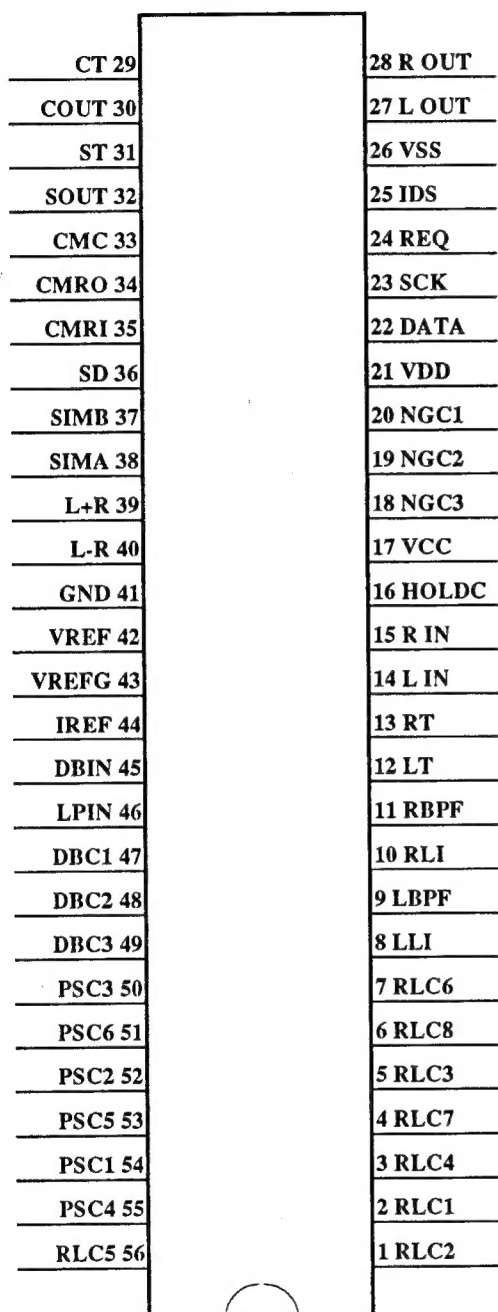 CT 29
28 R OUT
COUT 30
27 L OUT
ST 31
26 VSS
SOUT 32
25 IDS
CMC 33
24 REQ
CMRO 34
23 SCK
CMRI 35
22 DATA
SD 36
21 VDD
SIMB 37
20 NGC1
SIMA 38
19 NGC2
L+R 39
18 NGC3
L-R 40
17 VCC
GND 41
16 HOLDC
VREF 42
15 R IN
VREFG 43
14 L IN
IREF 44
13 RT
DBIN 45
12 LT
LPIN 46
11 RBPF
DBC1 47
10 RLI
DBC2 48
9 LBPF
DBC3 49
8 LLI
PSC3 50
7 RLC6
PSC6 51
6 RLC8
PSC2 52
5 RLC3
PSC5 53
4 RLC7
PSC1 54
3 RLC4
PSC4 55
2 RLC1
RLC5 56
1 RLC2